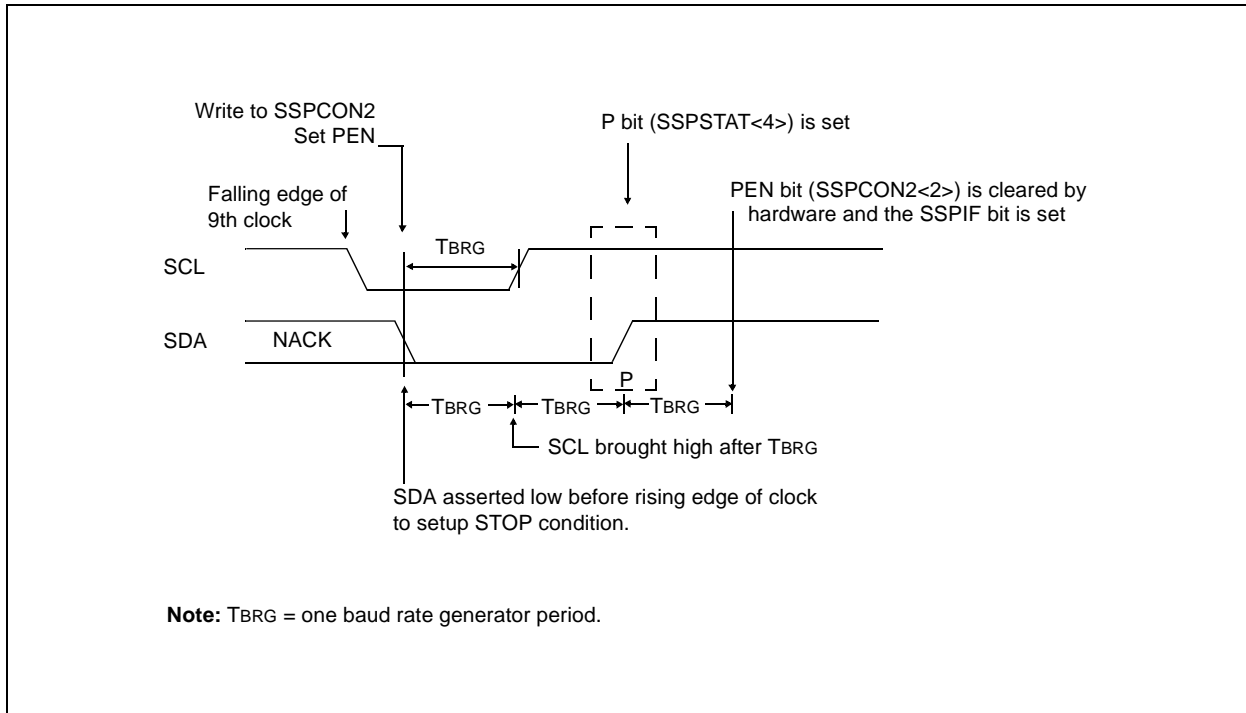 Write to SSPCON2
Set PEN
P bit (SSPSTAT<4>) is set
Falling edge of
9th clock
PEN bit (SSPCON2<2>) is cleared by
hardware and the SSPIF bit is set
TBRG
SCL
SDA
NACK
P
TBRG
TBRG
TBRG
SCL brought high after TBRG
SDA asserted low before rising edge of clock
to setup STOP condition.
Note: TBRG = one baud rate generator period.